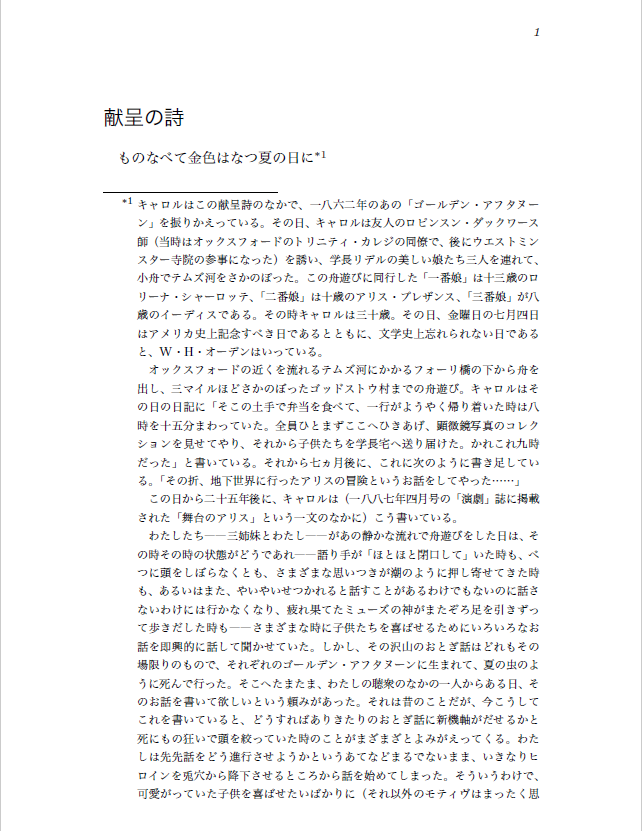 1
献呈の詩
ものなべて金色はなつ夏の日に*1
*1 キャロルはこの献呈詩のなかで、一八六二年のあの「ゴールデン・アフタヌー
ン」を振りかえっている。その日、キャロルは友人のロビンスン・ダックワース
師（当時はオックスフォードのトリニティ・カレジの同僚で、後にウエストミン
スター寺院の参事になった）を誘い、学長リデルの美しい娘たち三人を連れて、
小舟でテムズ河をさかのぼった。この舟遊びに同行した「一番娘」は十三歳のロ
リーナ・シャーロッテ、「二番娘」は十歳のアリス・プレザンス、「三番娘」が八
歳のイーディスである。その時キャロルは三十歳。その日、金曜日の七月四日
はアメリカ史上記念すべき日であるとともに、文学史上忘れられない日である
と、W・H・オーデンはいっている。
オックスフォードの近くを流れるテムズ河にかかるフォーリ橋の下から舟を
出し、三マイルほどさかのぼったゴッドストウ村までの舟遊び。キャロルはそ
の日の日記に「そこの土手で弁当を食べて、一行がようやく帰り着いた時は八
時を十五分まわっていた。全員ひとまずここへひきあげ、顕微鏡写真のコレク
ションを見せてやり、それから子供たちを学長宅へ送り届けた。かれこれ九時
だった」と書いている。それから七ヵ月後に、これに次のように書き足してい
る。「その折、地下世界に行ったアリスの冒険というお話をしてやった……」
この日から二十五年後に、キャロルは（一八八七年四月号の「演劇」誌に掲載
された「舞台のアリス」という一文のなかに）こう書いている。
わたしたち――三姉妹とわたし――があの静かな流れで舟遊びをした日は、そ
の時その時の状態がどうであれ――語り手が「ほとほと閉口して」いた時も、べ
つに頭をしぼらなくとも、さまざまな思いつきが潮のように押し寄せてきた時
も、あるいはまた、やいやいせつかれると話すことがあるわけでもないのに話さ
ないわけには行かなくなり、疲れ果てたミューズの神がまたぞろ足を引きずっ
て歩きだした時も――さまざまな時に子供たちを喜ばせるためにいろいろなお
話を即興的に話して聞かせていた。しかし、その沢山のおとぎ話はどれもその
場限りのもので、それぞれのゴールデン・アフタヌーンに生まれて、夏の虫のよ
うに死んで行った。そこへたまたま、わたしの聴衆のなかの一人からある日、そ
のお話を書いて欲しいという頼みがあった。それは昔のことだが、今こうして
これを書いていると、どうすればありきたりのおとぎ話に新機軸がだせるかと
死にもの狂いで頭を絞っていた時のことがまざまざとよみがえってくる。わた
しは先先話をどう進行させようかというあてなどまるでないまま、いきなりヒ
ロインを兎穴から降下させるところから話を始めてしまった。そういうわけで、
可愛がっていた子供を喜ばせたいばかりに（それ以外のモティヴはまったく思